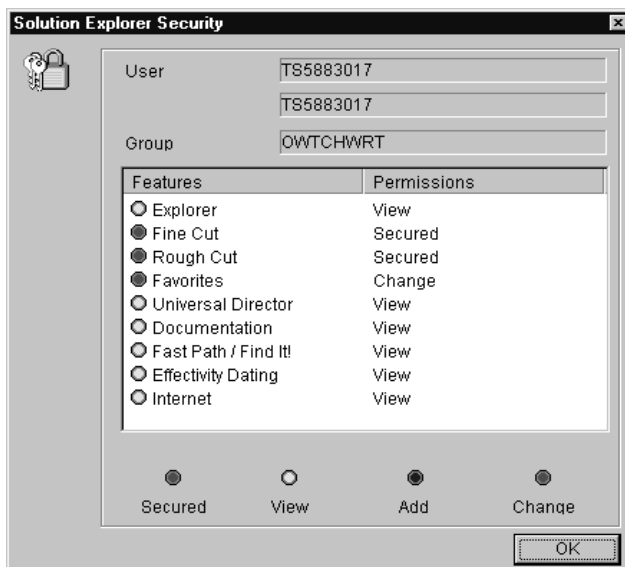 Solution Explorer Security
User TS5883017
TS5883017
Group OWTCHWRT
Features Permissions
Explorer View
Fine Cut Secured
Rough Cut Secured
Favorites Change
Universal Director View
Documentation View
Fast Path / Find It! View
Effectivity Dating View
Internet View
Secured View Add Change
OK